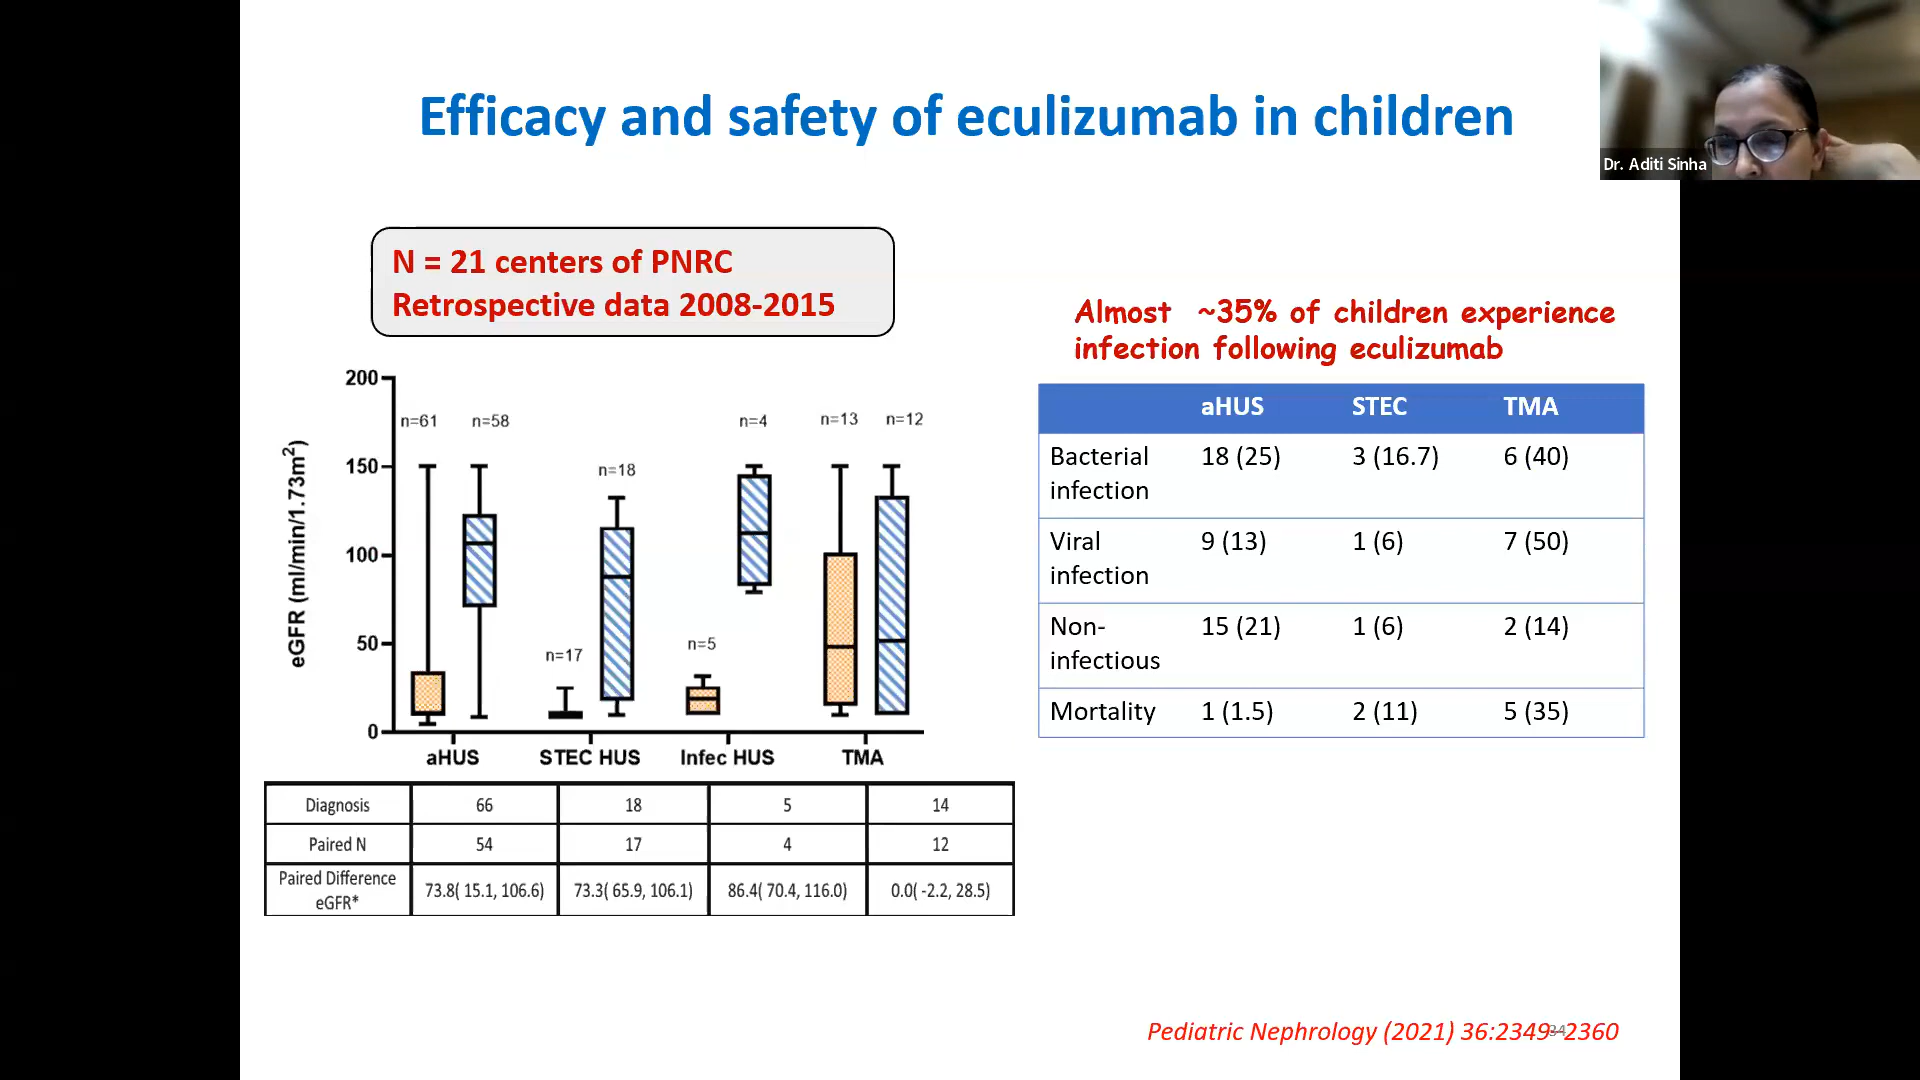 Efficacy and safety of eculizumab in children
Dr. Aditi Sinha
N = 21 centers of PNRC
Retrospective data 2008-2015
Almost ~35% of children experience
infection following eculizumab
200
150
100
50
0
eGFR (ml/min/1.73m²)
n=61
n=58
n=17
n=18
n=5
n=4
n=13
n=12
aHUS STEC HUS Infec HUS TMA
Diagnosis 66 18 5 14
Paired N 54 17 4 12
Paired Difference
eGFR* 73.8( 15.1, 106.6) 73.3( 65.9, 106.1) 86.4( 70.4, 116.0) 0.0( -2.2, 28.5)
aHUS STEC TMA
Bacterial 18 (25) 3 (16.7) 6 (40)
infection
Viral 9 (13) 1 (6) 7 (50)
infection
Non- 15 (21) 1 (6) 2 (14)
infectious
Mortality 1 (1.5) 2 (11) 5 (35)
Pediatric Nephrology (2021) 36:2349–2360
34